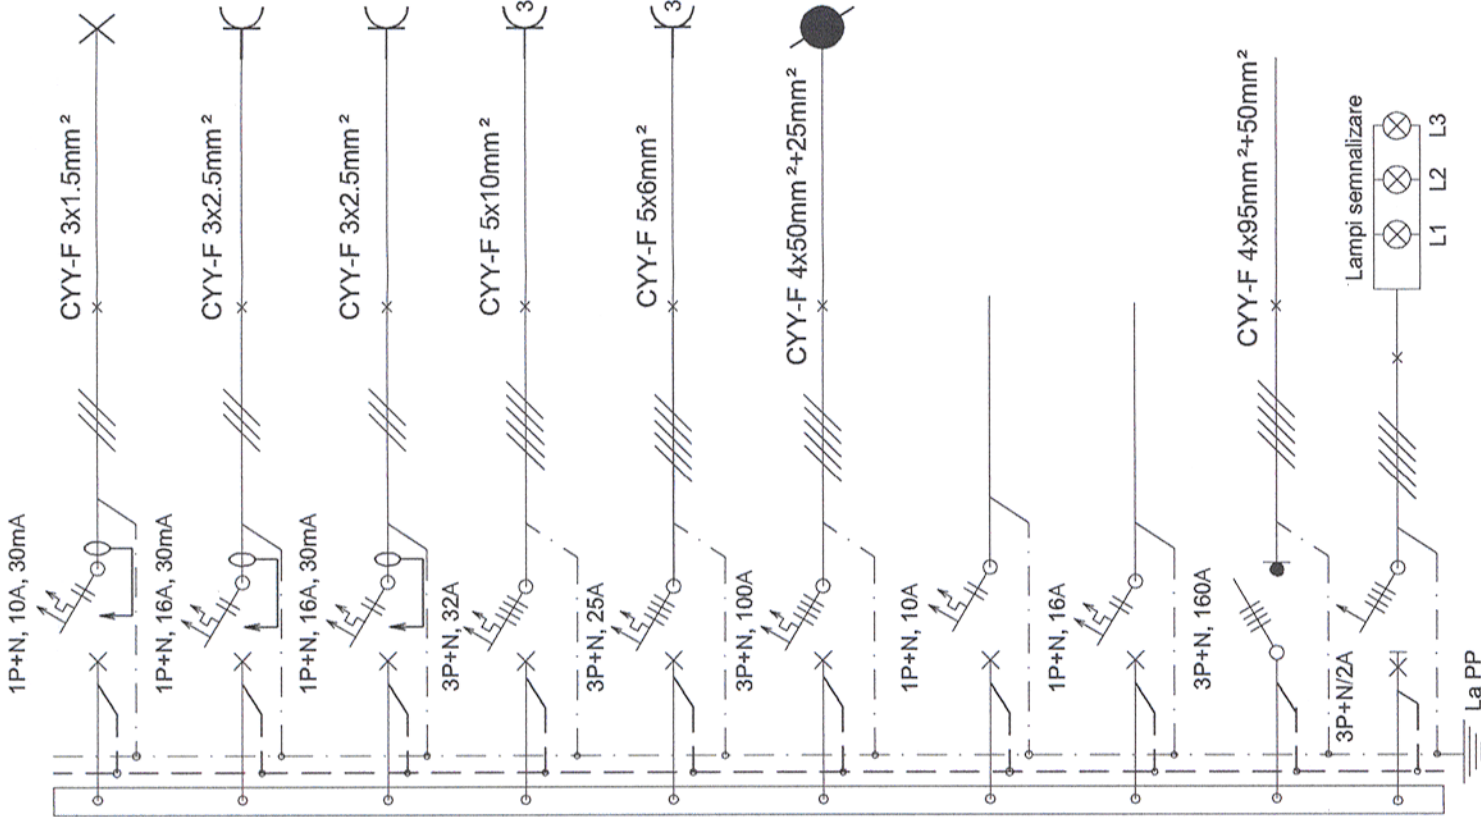 1P+N, 10A, 30mA
CYY-F 3x1.5mm²
1P+N, 16A, 30mA
CYY-F 3x2.5mm²
1P+N, 16A, 30mA
CYY-F 3x2.5mm²
3P+N, 32A
CYY-F 5x10mm²
3
3P+N, 25A
CYY-F 5x6mm²
3
3P+N, 100A
CYY-F 4x50mm²+25mm²
1P+N, 10A
1P+N, 16A
3P+N, 160A
CYY-F 4x95mm²+50mm²
3P+N/2A
Lampi semnalizare
L1 L2 L3
La PP